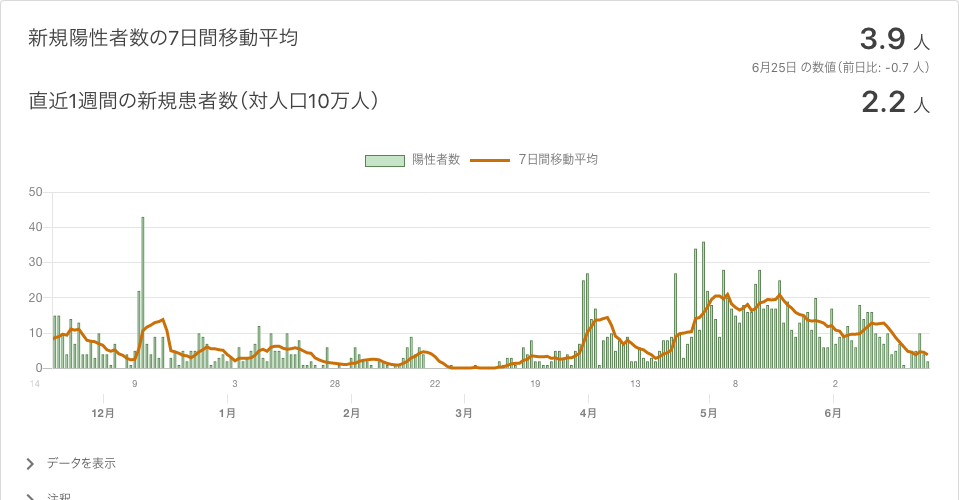 新規陽性者数の7日間移動平均
3.9 人
6月25日 の数値(前日比: -0.7 人)
直近1週間の新規患者数(対人口10万人)
2.2 人
陽性者数 7日間移動平均
50
40
30
20
10
0
14 9 3 28 22 19 13 8 2
12月 1月 2月 3月 4月 5月 6月
データを表示
注釈